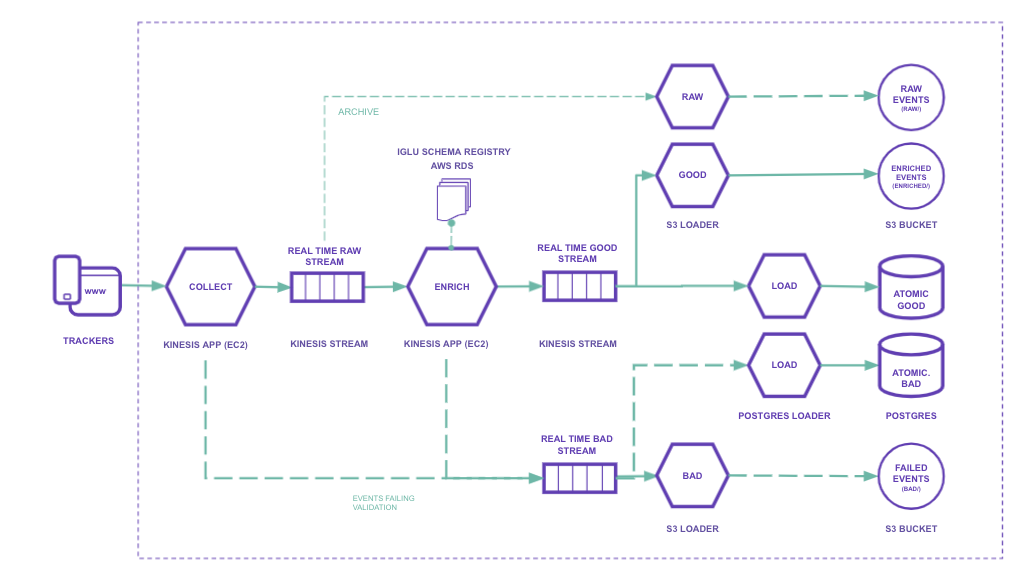 RAW
RAW
EVENTS
(RAW/)
ARCHIVE
IGLU SCHEMA REGISTRY
AWS RDS
GOOD
ENRICHED
EVENTS
(ENRICHED/)
S3 LOADER
S3 BUCKET
www
TRACKERS
COLLECT
KINESIS APP (EC2)
REAL TIME RAW
STREAM
KINESIS STREAM
ENRICH
KINESIS APP (EC2)
REAL TIME GOOD
STREAM
KINESIS STREAM
LOAD
ATOMIC
GOOD
LOAD
ATOMIC.
BAD
POSTGRES LOADER
POSTGRES
REAL TIME BAD
STREAM
BAD
FAILED
EVENTS
(BAD/)
EVENTS FAILING
VALIDATION
S3 LOADER
S3 BUCKET